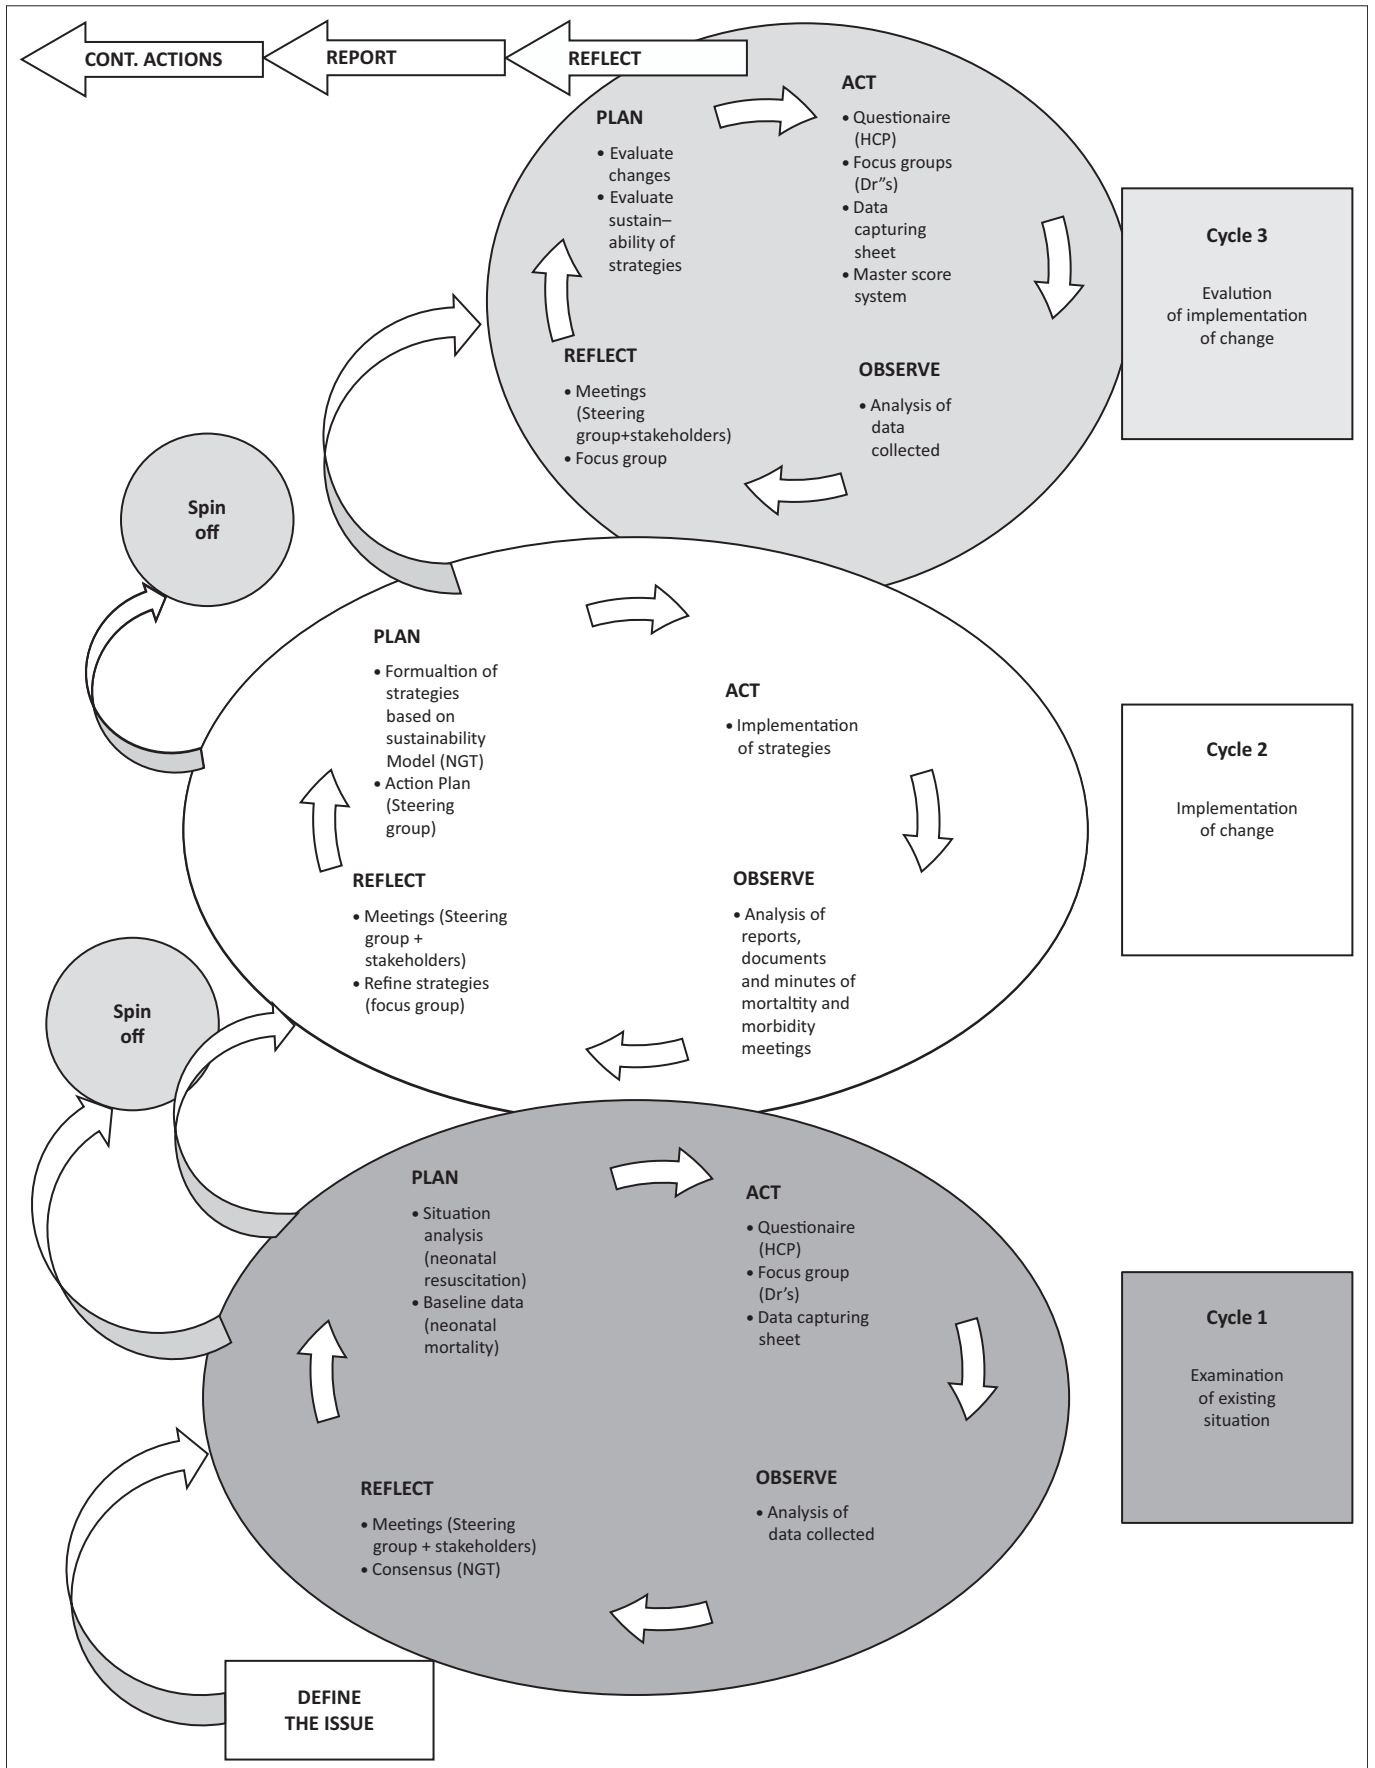 CONT. ACTIONS
REPORT
REFLECT
PLAN
• Evaluate
changes
• Evaluate
sustain–
ability of
strategies
ACT
• Questionaire
(HCP)
• Focus groups
(Dr”s)
• Data
capturing
sheet
• Master score
system
OBSERVE
• Analysis of
data
collected
REFLECT
• Meetings
(Steering
group+stakeholders)
• Focus group
Cycle 3
Evalution
of implementation
of change
Spin
off
PLAN
• Formualtion of
strategies
based on
sustainability
Model (NGT)
• Action Plan
(Steering
group)
ACT
• Implementation
of strategies
OBSERVE
• Analysis of
reports,
documents
and minutes of
mortaltity and
morbidity
meetings
REFLECT
• Meetings (Steering
group +
stakeholders)
• Refine strategies
(focus group)
Cycle 2
Implementation
of change
Spin
off
PLAN
• Situation
analysis
(neonatal
resuscitation)
• Baseline data
(neonatal
mortality)
ACT
• Questionaire
(HCP)
• Focus group
(Dr’s)
• Data capturing
sheet
OBSERVE
• Analysis of
data collected
REFLECT
• Meetings (Steering
group + stakeholders)
• Consensus (NGT)
Cycle 1
Examination
of existing
situation
DEFINE
THE ISSUE